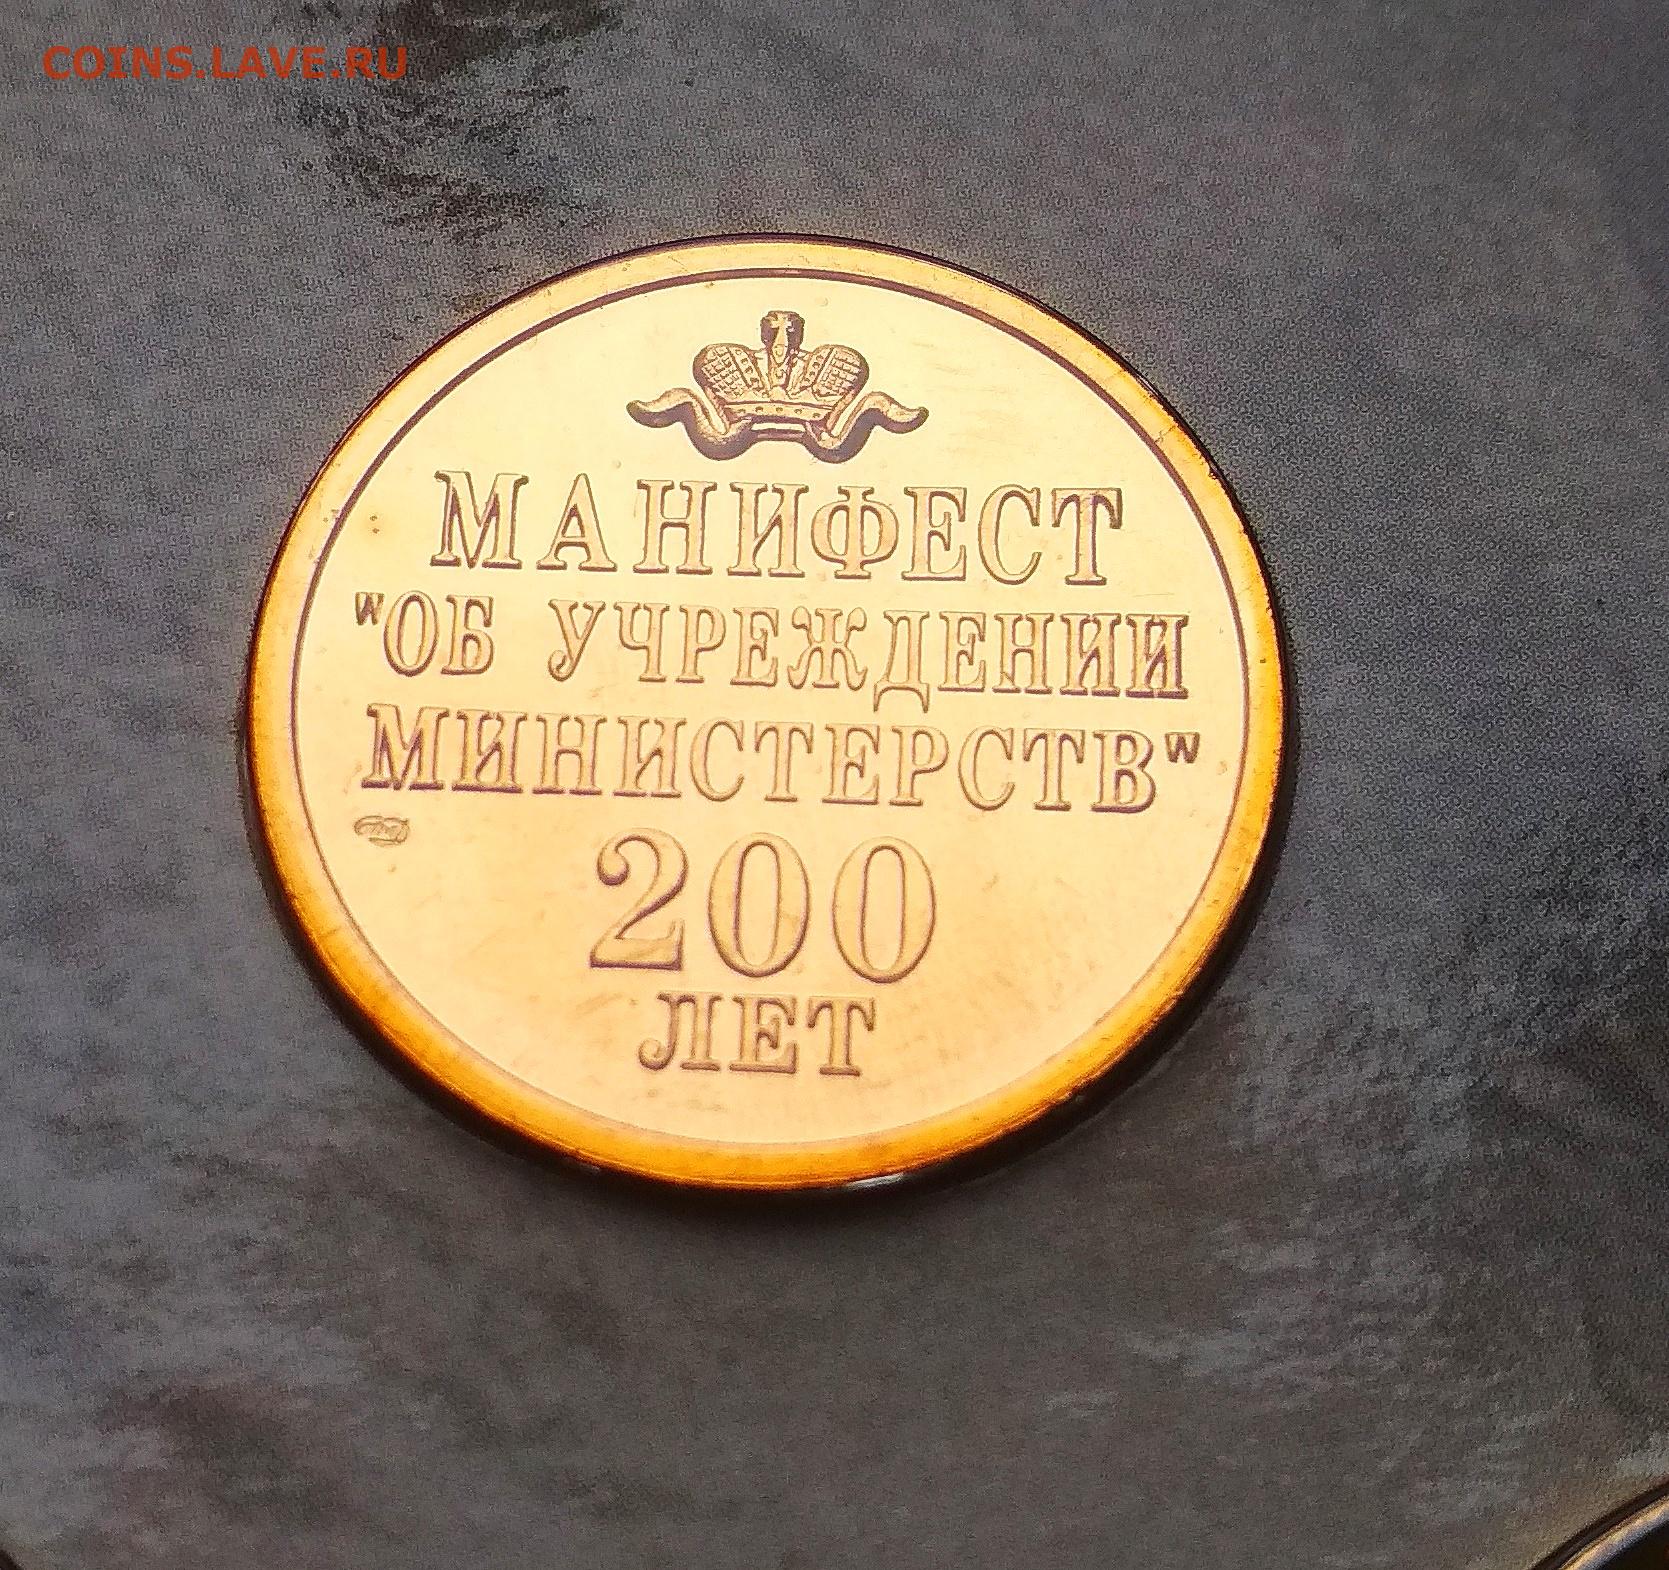 COINS.LAVE.RU
МАНИФЕСТ
"ОБ УЧРЕЖДЕНИИ
МИНИСТЕРСТВ"
200
ЛЕТ